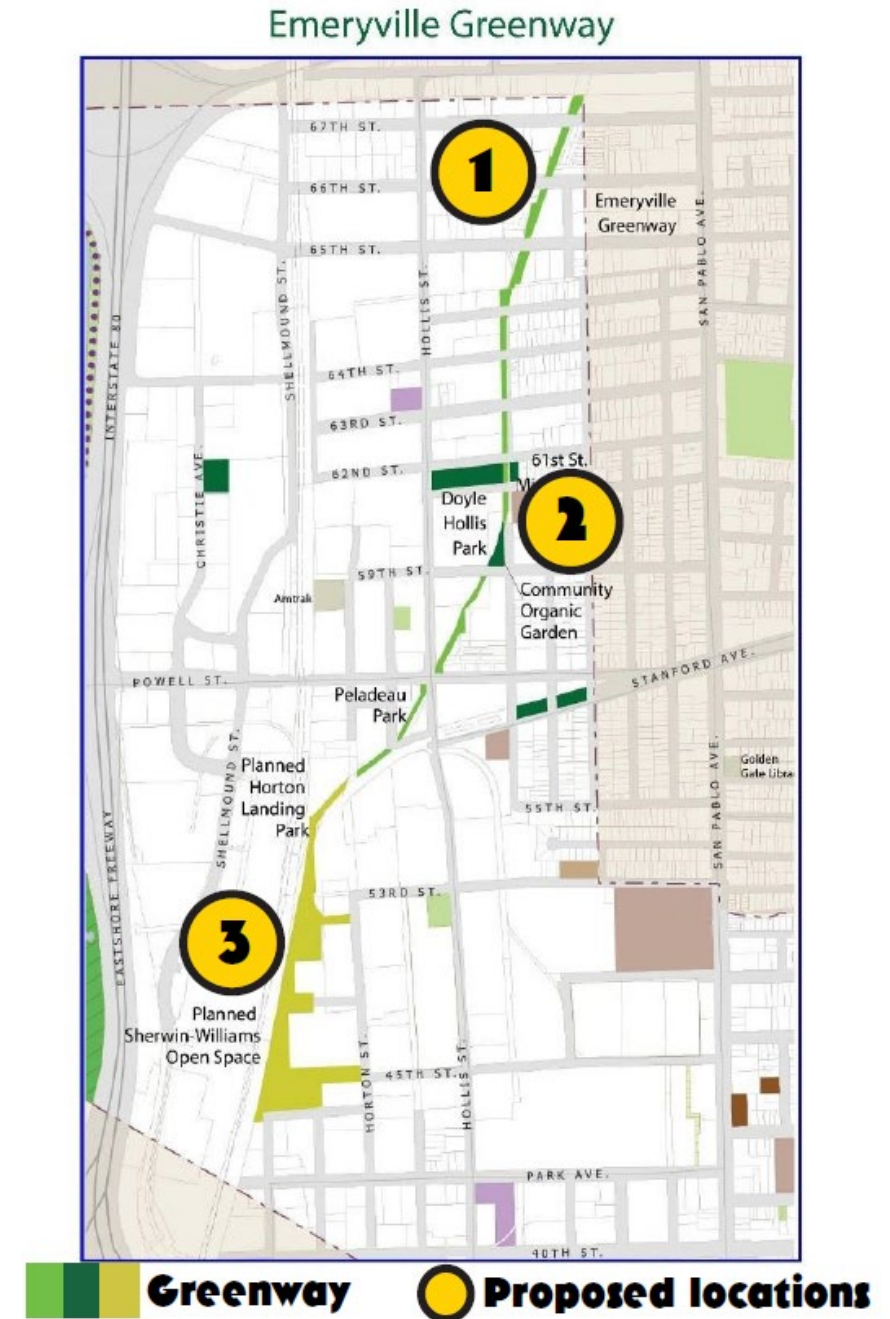 Emeryville Greenway
67TH ST.
1
66TH ST.
Emeryville
Greenway
SAN PABLO AVE.
65TH ST.
SHELLMOUND ST.
HOLLIS ST.
INTERSTATE 80
64TH ST.
63RD ST.
CHRISTIE AVE.
62ND ST.
61st St.
Doyle
Hollis
Park
2
59TH ST.
Amtrak
Community
Organic
Garden
POWELL ST.
STANFORD AVE.
Peladeau
Park
SHELLMOUND ST.
Planned
Horton
Landing
Park
SAN PABLO AVE.
Golden
Gate
55TH ST.
EASTSHORE FREEWAY
53RD ST.
3
Planned
Sherwin-Williams
Open Space
HORTON ST.
HOLLIS ST.
45TH ST.
PARK AVE.
40TH ST.
Greenway
Proposed locations